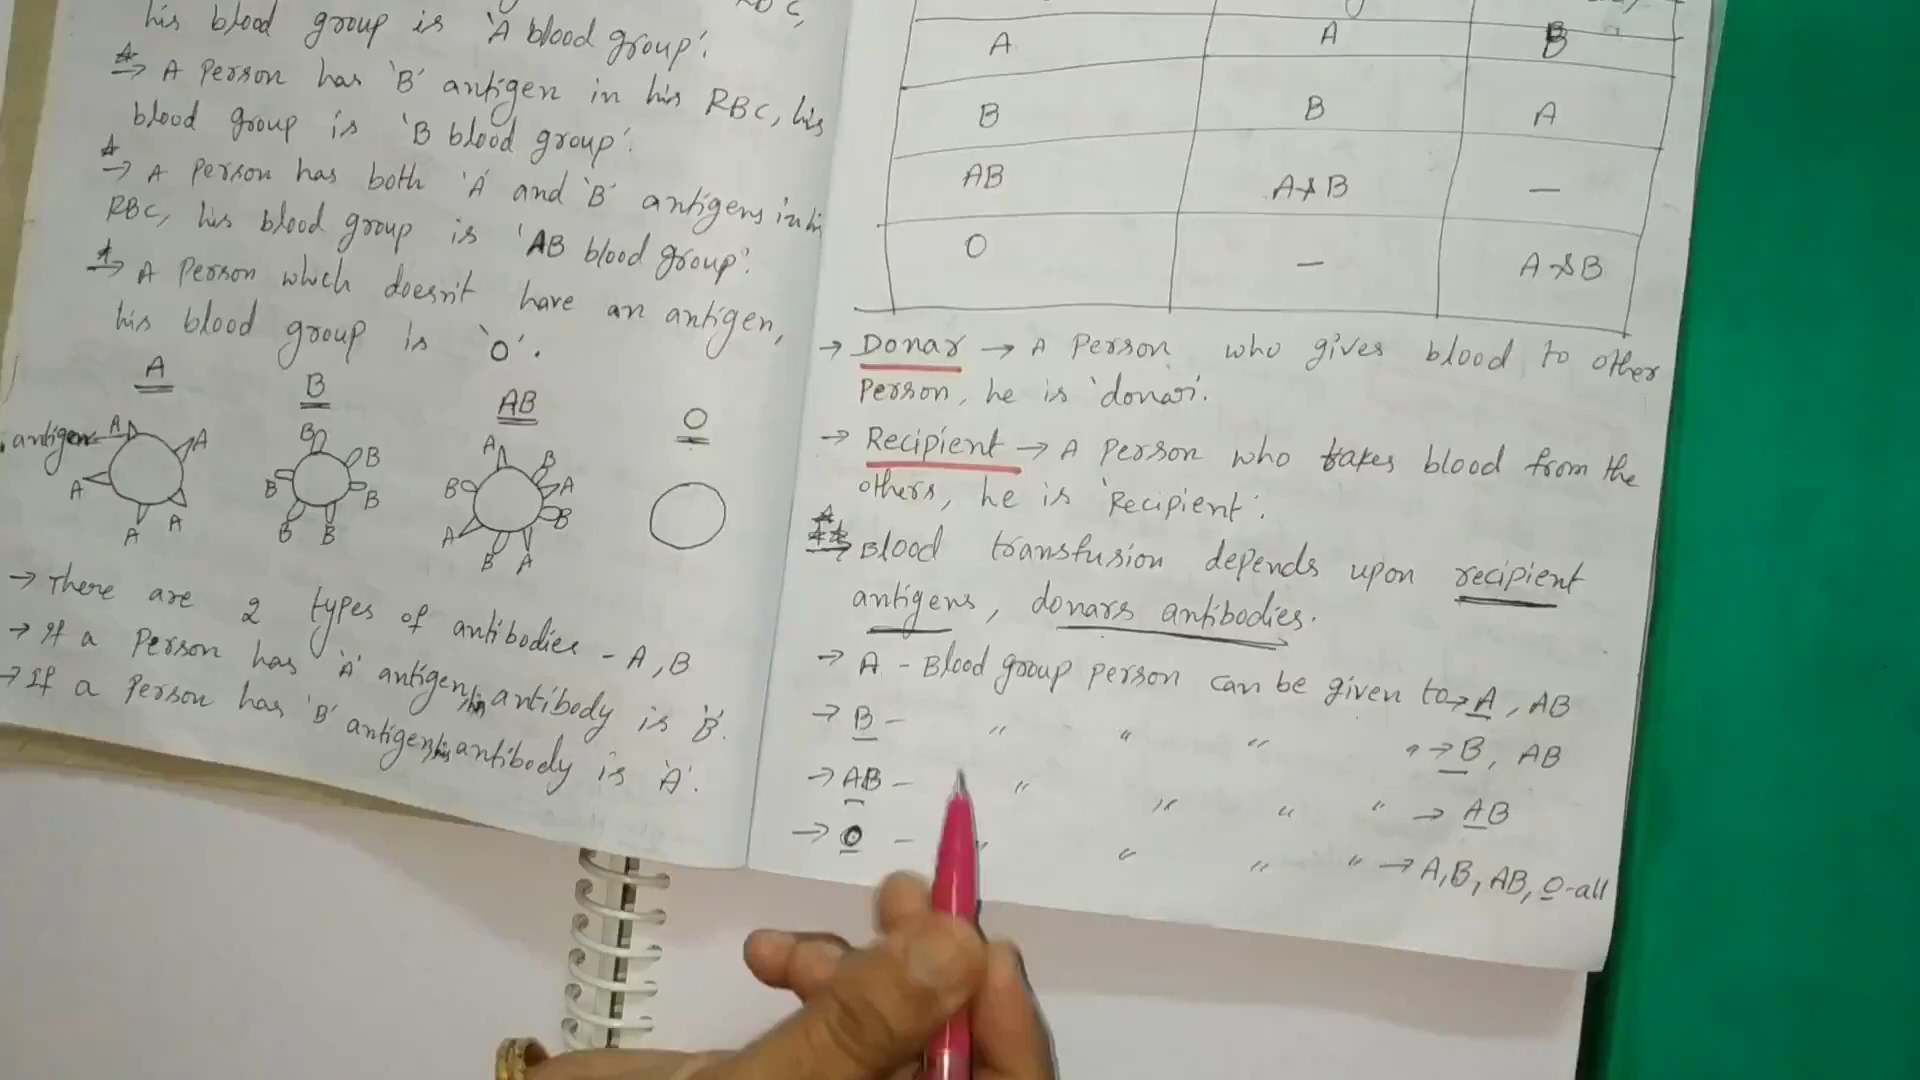 his blood group is 'A blood group'.
→ A Person has 'B' antigen in his RBC, his
blood group is 'B blood group'.
→ A Person has both 'A' and 'B' antigens in
RBC, his blood group is 'AB blood group'.
→ A Person which doesn't have an antigen,
his blood group is 'O'.
A B AB O
antigen A A A A A
B B B B B B
A B A B A B A B
→ There are 2 types of antibodies - A, B
→ If a Person has 'A' antigen, his antibody is 'B'.
→ If a Person has 'B' antigen, his antibody is 'A'.
A A B
B B A
AB A & B —
O — A & B
→ Donar → A Person who gives blood to other
Person, he is 'donar'.
→ Recipient → A Person who takes blood from the
others, he is 'Recipient'.
→ Blood transfusion depends upon recipient
antigens, donars antibodies.
→ A - Blood group person can be given to → A, AB
→ B - " " " " → B, AB
→ AB - " " " " → AB
→ O - " " " " → A, B, AB, O-all